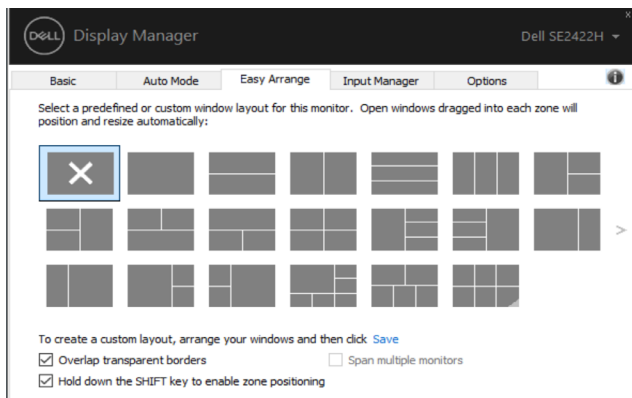 DELL Display Manager
Dell SE2422H
Basic Auto Mode Easy Arrange Input Manager Options
Select a predefined or custom window layout for this monitor. Open windows dragged into each zone will
position and resize automatically:
To create a custom layout, arrange your windows and then click Save
Overlap transparent borders
Span multiple monitors
Hold down the SHIFT key to enable zone positioning